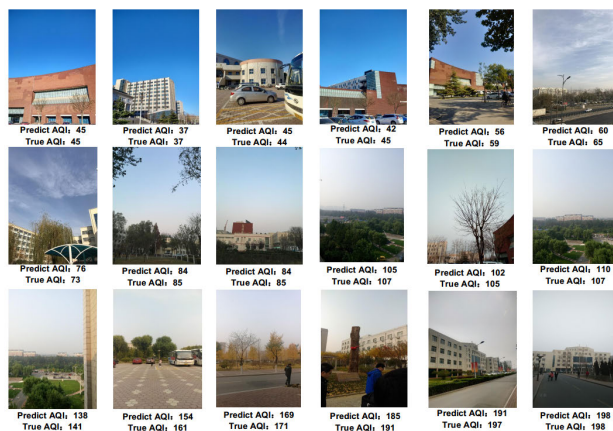 Predict AQI： 45
True AQI： 45
Predict AQI： 37
True AQI： 37
Predict AQI： 45
True AQI： 44
Predict AQI： 42
True AQI： 45
Predict AQI： 56
True AQI： 59
Predict AQI： 60
True AQI： 65
Predict AQI： 76
True AQI： 73
Predict AQI： 84
True AQI： 85
Predict AQI： 84
True AQI： 85
Predict AQI： 105
True AQI： 107
Predict AQI： 102
True AQI： 105
Predict AQI： 110
True AQI： 107
Predict AQI： 138
True AQI： 141
Predict AQI： 154
True AQI： 161
Predict AQI： 169
True AQI： 171
Predict AQI： 185
True AQI： 191
Predict AQI： 191
True AQI： 197
Predict AQI： 198
True AQI： 198